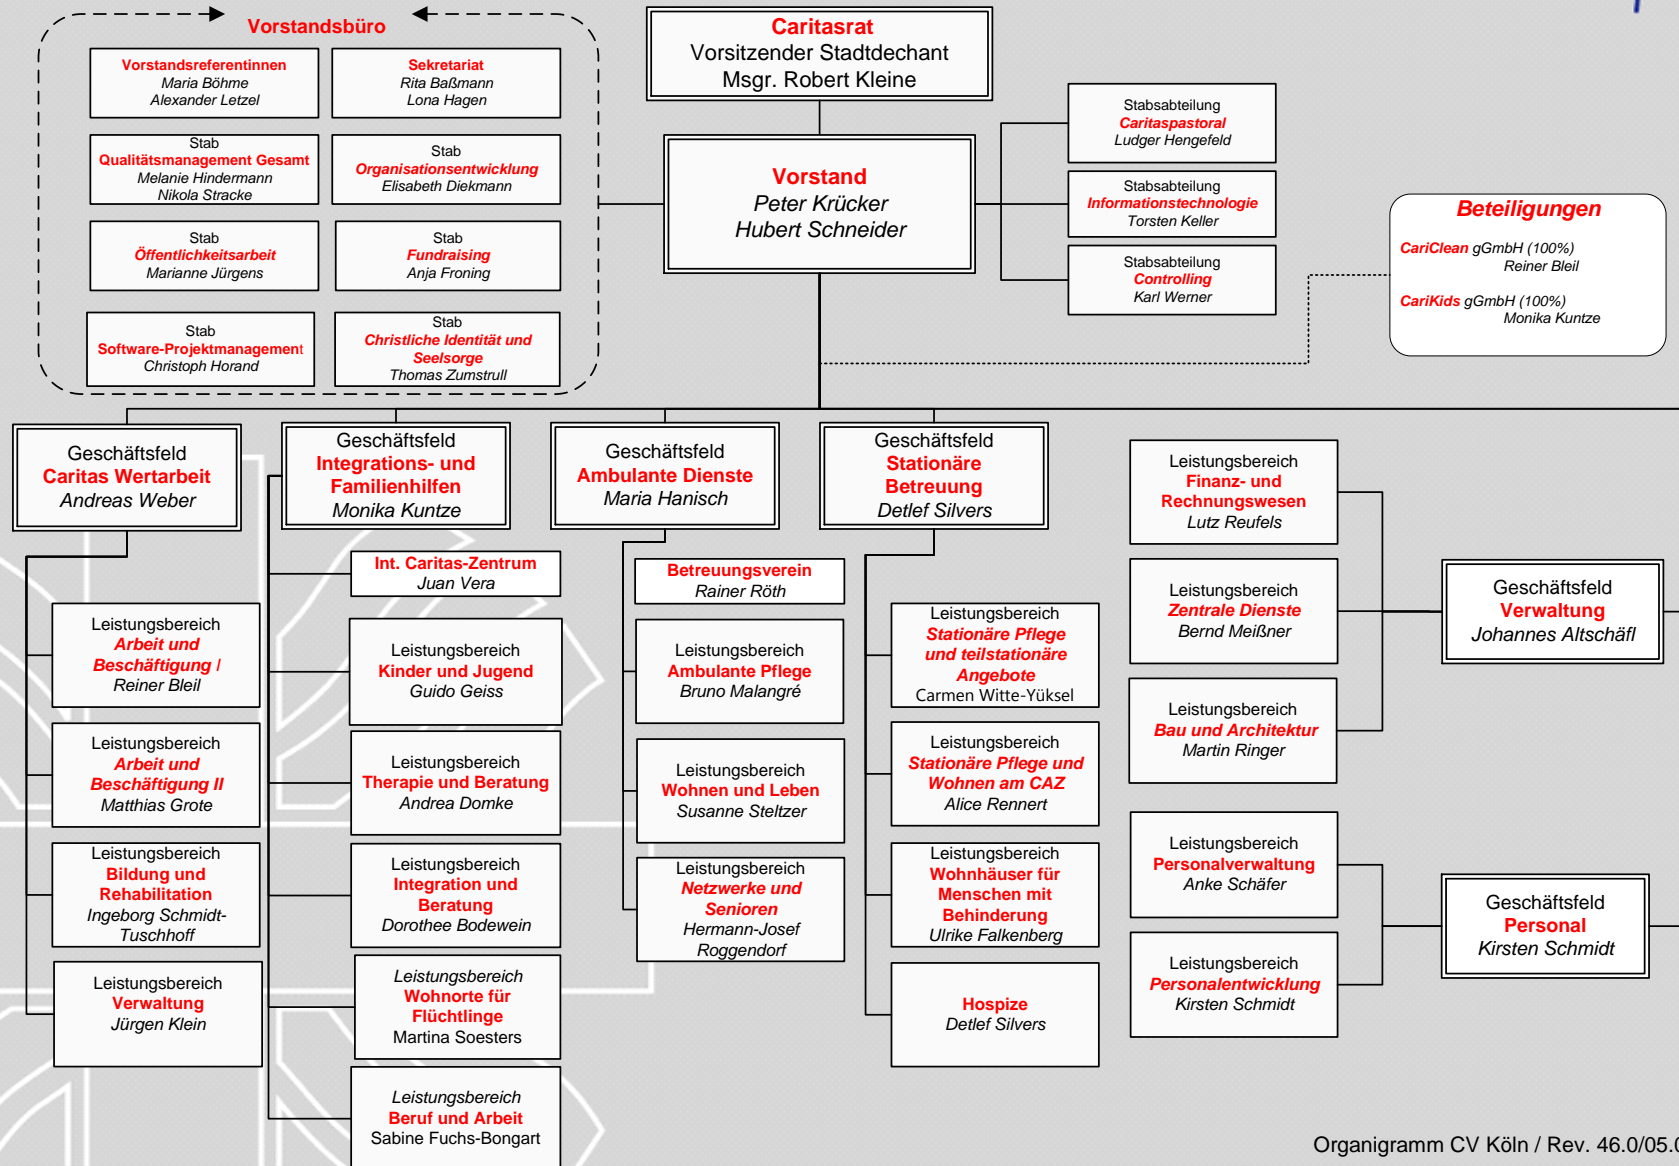 Vorstandsbüro
Vorstandsreferentinnen
Maria Böhme
Alexander Letzel
Sekretariat
Rita Baßmann
Lona Hagen
Stab
Qualitätsmanagement Gesamt
Melanie Hindermann
Nikola Stracke
Stab
Organisationsentwicklung
Elisabeth Diekmann
Stab
Öffentlichkeitsarbeit
Marianne Jürgens
Stab
Fundraising
Anja Froning
Stab
Software-Projektmanagement
Christoph Horand
Stab
Christliche Identität und
Seelsorge
Thomas Zumstrull
Caritasrat
Vorsitzender Stadtdechant
Msgr. Robert Kleine
Vorstand
Peter Krücker
Hubert Schneider
Stabsabteilung
Caritaspastoral
Ludger Hengefeld
Stabsabteilung
Informationstechnologie
Torsten Keller
Stabsabteilung
Controlling
Karl Werner
Beteiligungen
CariClean gGmbH (100%)
Reiner Bleil
CariKids gGmbH (100%)
Monika Kuntze
Geschäftsfeld
Caritas Wertarbeit
Andreas Weber
Leistungsbereich
Arbeit und
Beschäftigung I
Reiner Bleil
Leistungsbereich
Arbeit und
Beschäftigung II
Matthias Grote
Leistungsbereich
Bildung und
Rehabilitation
Ingeborg Schmidt-
Tuschhoff
Leistungsbereich
Verwaltung
Jürgen Klein
Geschäftsfeld
Integrations- und
Familienhilfen
Monika Kuntze
Int. Caritas-Zentrum
Juan Vera
Leistungsbereich
Kinder und Jugend
Guido Geiss
Leistungsbereich
Therapie und Beratung
Andrea Domke
Leistungsbereich
Integration und
Beratung
Dorothee Bodewein
Leistungsbereich
Wohnorte für
Flüchtlinge
Martina Soesters
Leistungsbereich
Beruf und Arbeit
Sabine Fuchs-Bongart
Geschäftsfeld
Ambulante Dienste
Maria Hanisch
Betreuungsverein
Rainer Röth
Leistungsbereich
Ambulante Pflege
Bruno Malangré
Leistungsbereich
Wohnen und Leben
Susanne Steltzer
Leistungsbereich
Netzwerke und
Senioren
Hermann-Josef
Roggendorf
Geschäftsfeld
Stationäre
Betreuung
Detlef Silvers
Leistungsbereich
Stationäre Pflege
und teilstationäre
Angebote
Carmen Witte-Yüksel
Leistungsbereich
Stationäre Pflege und
Wohnen am CAZ
Alice Rennert
Leistungsbereich
Wohnhäuser für
Menschen mit
Behinderung
Ulrike Falkenberg
Hospize
Detlef Silvers
Leistungsbereich
Finanz- und
Rechnungswesen
Lutz Reufels
Leistungsbereich
Zentrale Dienste
Bernd Meißner
Leistungsbereich
Bau und Architektur
Martin Ringer
Geschäftsfeld
Verwaltung
Johannes Altschäfl
Leistungsbereich
Personalverwaltung
Anke Schäfer
Leistungsbereich
Personalentwicklung
Kirsten Schmidt
Geschäftsfeld
Personal
Kirsten Schmidt
Organigramm CV Köln / Rev. 46.0/05.0